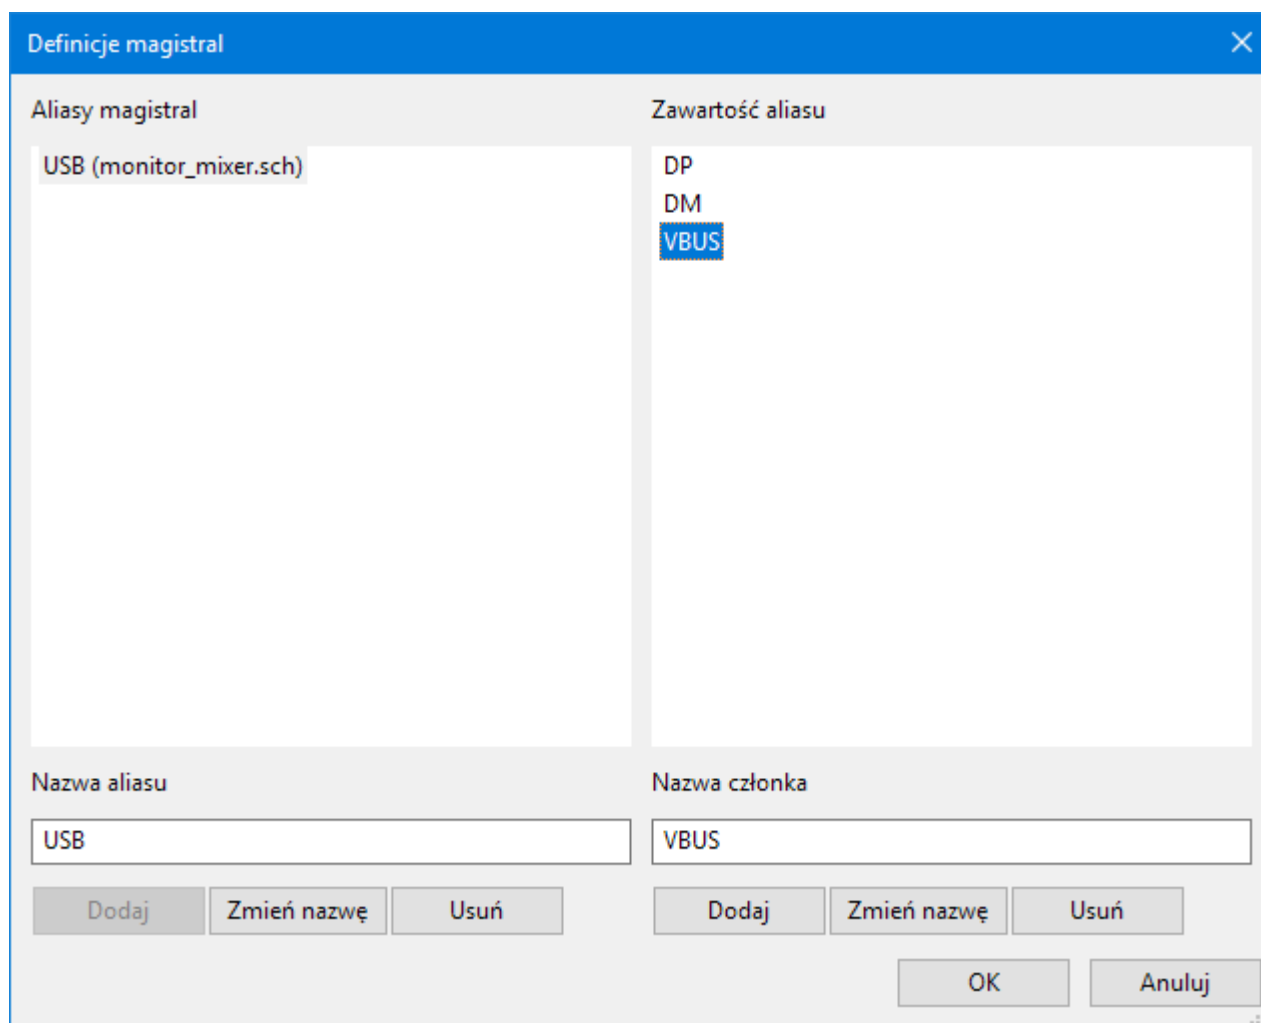 Definicje magistral
Aliasy magistral
USB (monitor_mixer.sch)
Zawartość aliasu
DP
DM
VBUS
Nazwa aliasu
USB
Dodaj Zmień nazwę Usuń
Nazwa członka
VBUS
Dodaj Zmień nazwę Usuń
OK Anuluj